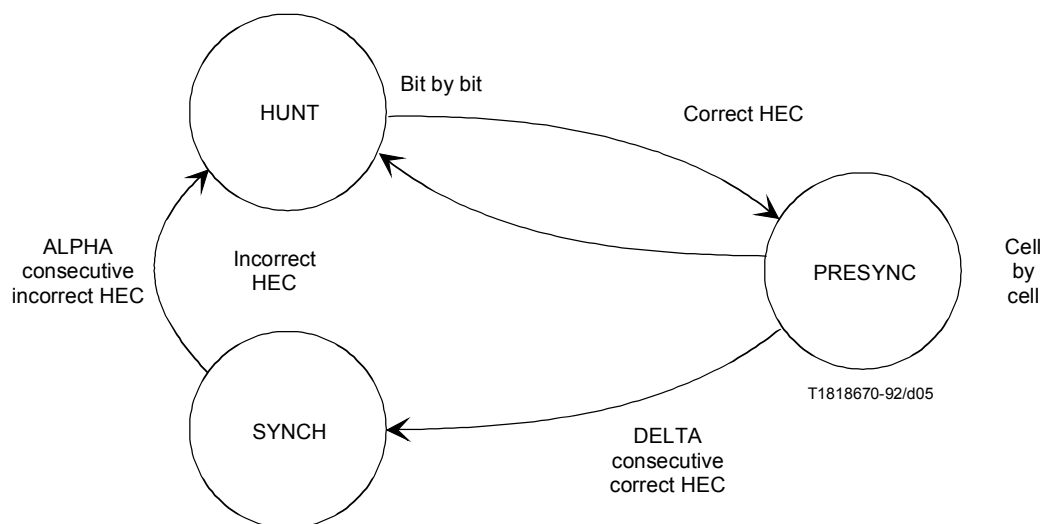 HUNT
Bit by bit
Correct HEC
ALPHA
consecutive
incorrect HEC
Incorrect
HEC
PRESYNC
Cell
by
cell
SYNCH
DELTA
consecutive
correct HEC
T1818670-92/d05